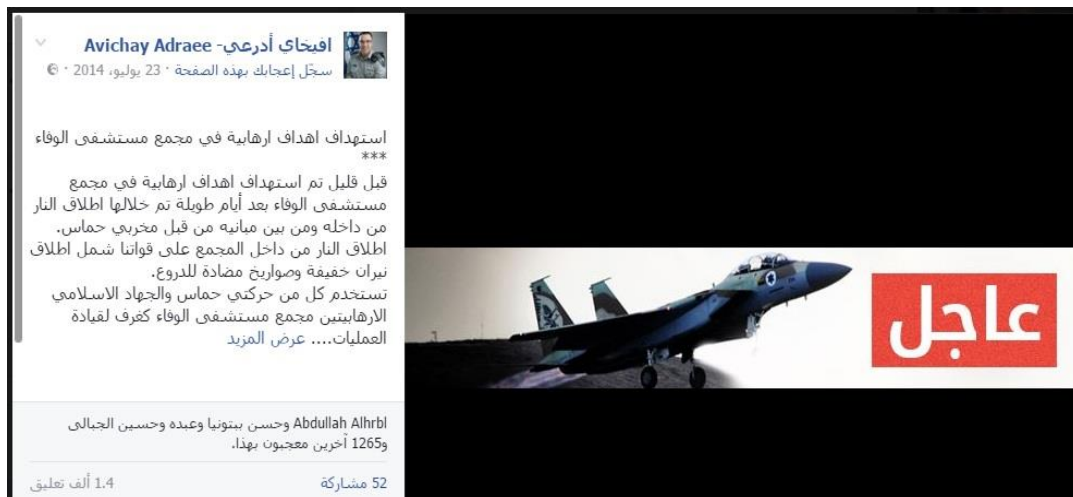 افيخاي أدرعي- Avichay Adraee
سجّل إعجابك بهذه الصفحة · 23 يوليو، 2014 ·
استهداف اهداف ارهابية في مجمع مستشفى الوفاء
***
قبل قليل تم استهداف اهداف ارهابية في مجمع
مستشفى الوفاء بعد أيام طويلة تم خلالها اطلاق النار
من داخله ومن بين مبانيه من قبل مخربي حماس.
اطلاق النار من داخل المجمع على قواتنا شمل اطلاق
نيران خفيفة وصواريخ مضادة للدروع.
تستخدم كل من حركتي حماس والجهاد الاسلامي
الارهابيتين مجمع مستشفى الوفاء كغرف لقيادة
العمليات.... عرض المزيد
Abdullah Alhrbl وحسن بيتونيا وعبده وحسين الجبالى
و1265 آخرين معجبون بهذا.
52 مشاركة
1.4 ألف تعليق
عاجل